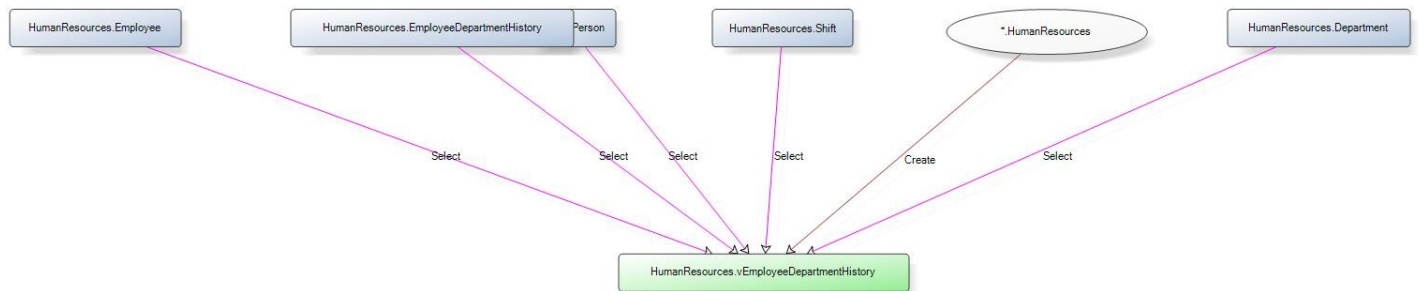 HumanResources.Employee
HumanResources.EmployeeDepartmentHistory
Person
HumanResources.Shift
*.HumanResources
HumanResources.Department
Select
Select
Select
Select
Create
Select
HumanResources.vEmployeeDepartmentHistory